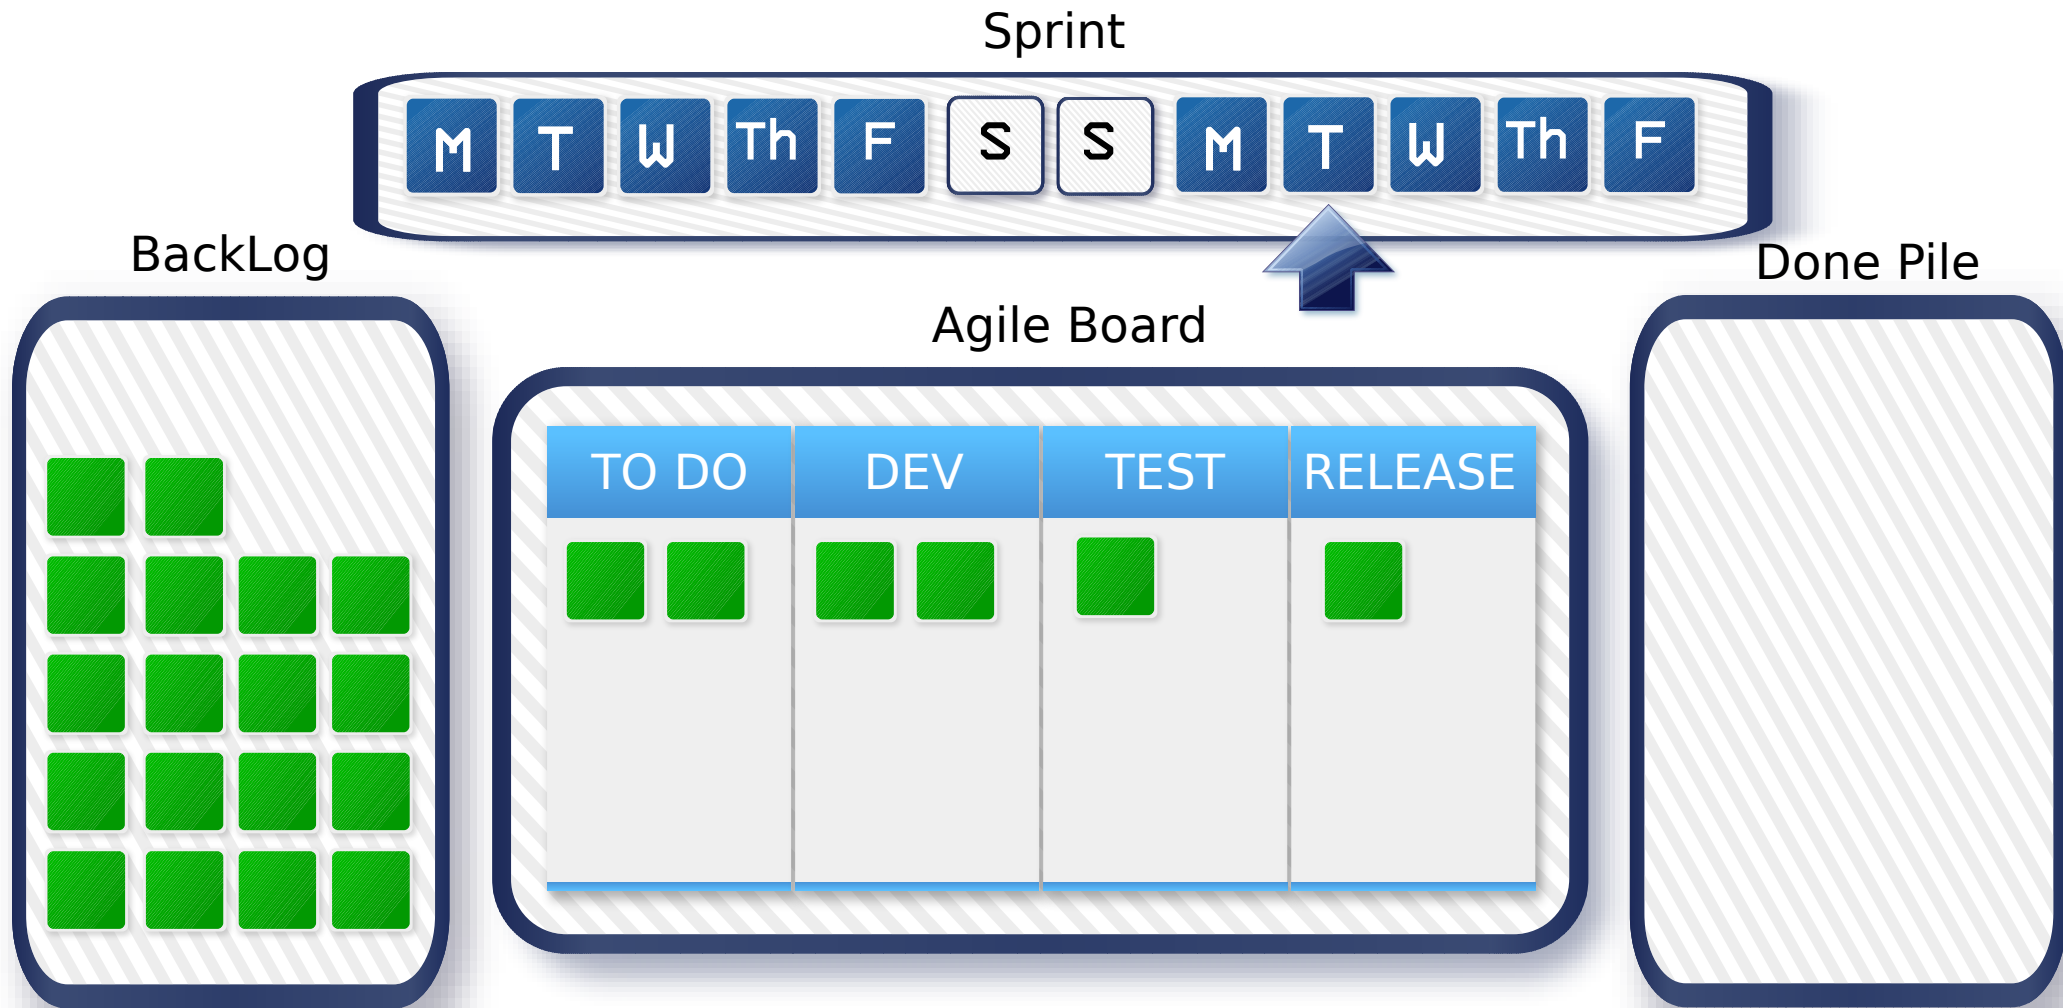 Sprint
M T W Th F S S M T W Th F
BackLog
Done Pile
Agile Board
TO DO DEV TEST RELEASE